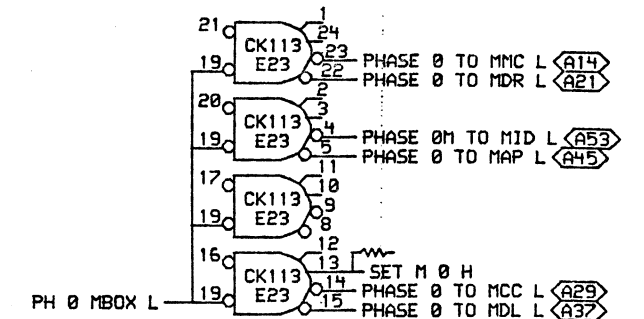 1
21
24
CK113
23
PHASE 0 TO MMC L A14
19
E23
22
PHASE 0 TO MDR L A21
2
20
3
CK113
4
PHASE 0M TO MID L A53
19
E23
5
PHASE 0 TO MAP L A45
11
17
10
CK113
9
19
E23
8
12
16
13
SET M 0 H
CK113
14
PHASE 0 TO MCC L A29
PH 0 MBOX L
19
E23
15
PHASE 0 TO MDL L A37